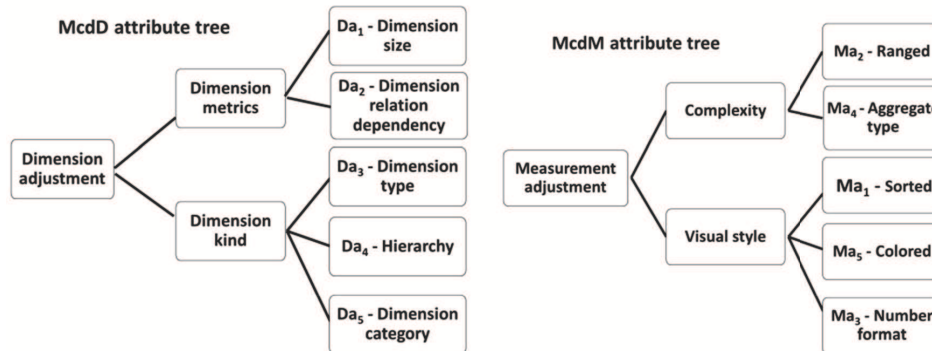 McdD attribute tree
Dimension
adjustment
Dimension
metrics
Dimension
kind
Da₁ - Dimension
size
Da₂ - Dimension
relation
dependency
Da₃ - Dimension
type
Da₄ - Hierarchy
Da₅ - Dimension
category
McdM attribute tree
Measurement
adjustment
Complexity
Visual style
Ma₂ - Ranged
Ma₄ - Aggregate
type
Ma₁ - Sorted
Ma₅ - Colored
Ma₃ - Number
format